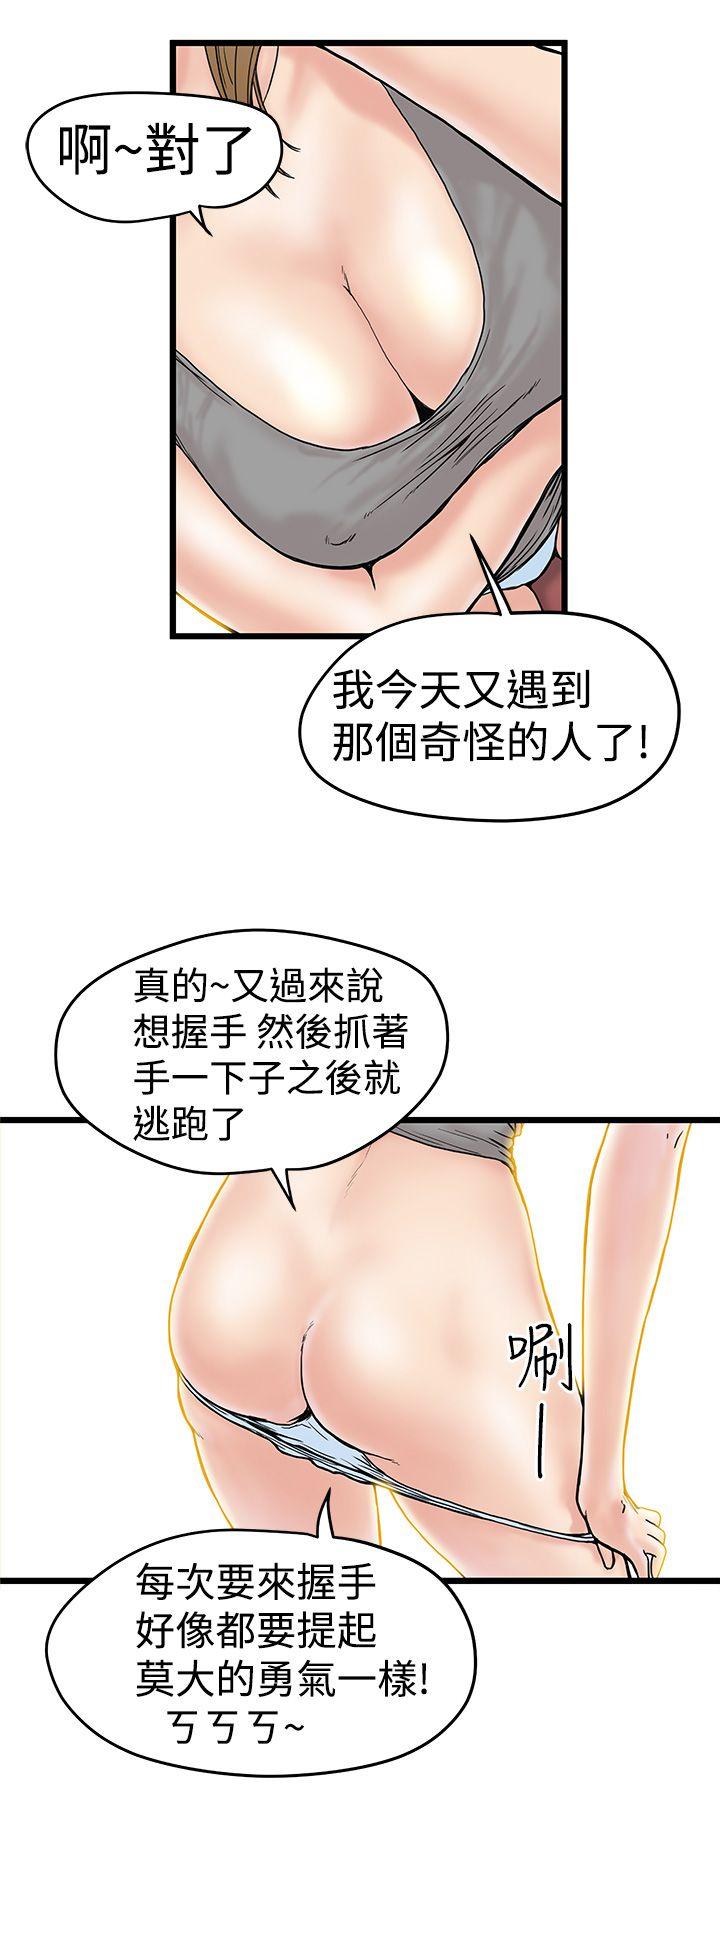 啊~對了
我今天又遇到
那個奇怪的人了!
真的~又過來說
想握手 然後抓著
手一下子之後就
逃跑了
唰
每次要來握手
好像都要提起
莫大的勇氣一樣!
ㄎㄎㄎ~